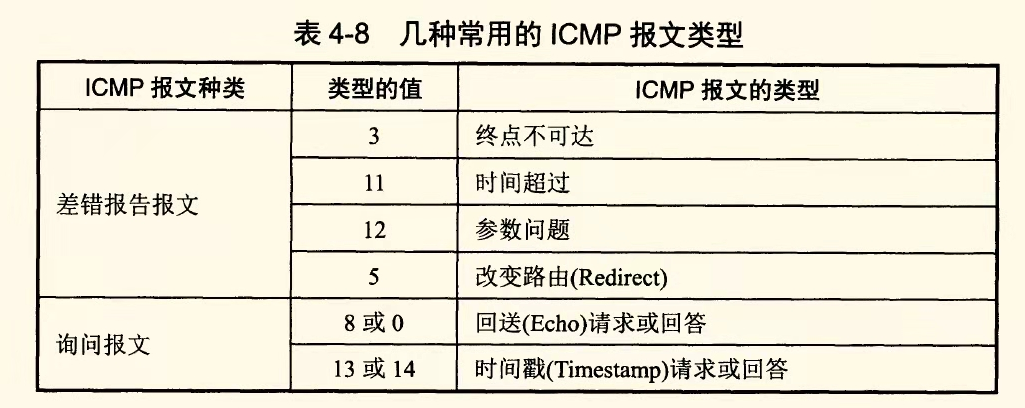 表 4-8 几种常用的 ICMP 报文类型
ICMP 报文种类 类型的值 ICMP 报文的类型
差错报告报文
3 终点不可达
11 时间超过
12 参数问题
5 改变路由(Redirect)
询问报文
8 或 0 回送(Echo)请求或回答
13 或 14 时间戳(Timestamp)请求或回答